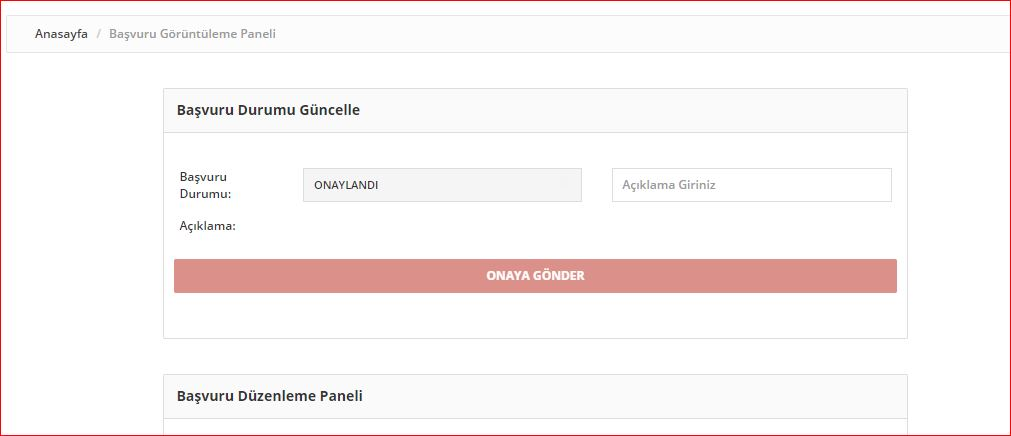 Anasayfa / Başvuru Görüntüleme Paneli
Başvuru Durumu Güncelle
Başvuru
Durumu:
ONAYLANDI
Açıklama Giriniz
Açıklama:
ONAYA GÖNDER
Başvuru Düzenleme Paneli